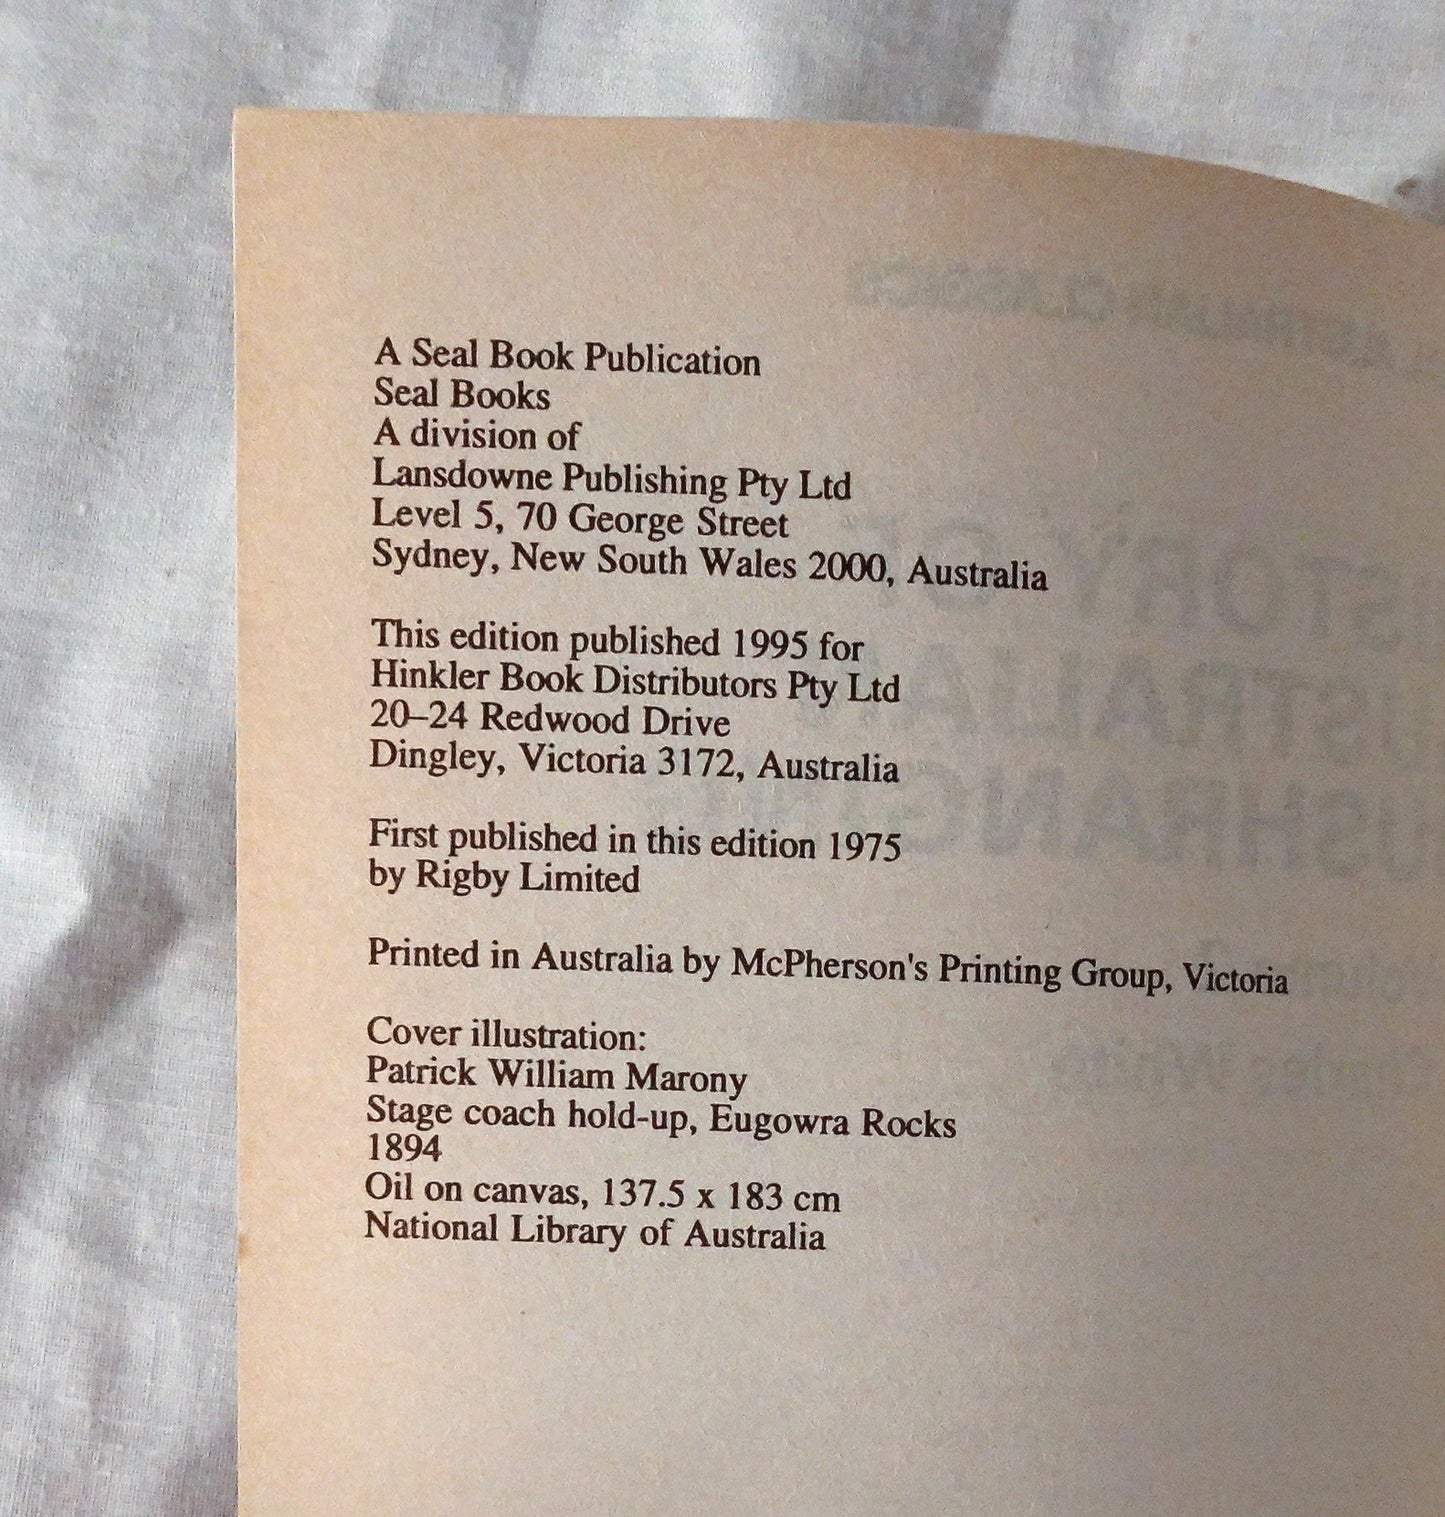 A Seal Book Publication
Seal Books
A division of
Lansdowne Publishing Pty Ltd
Level 5, 70 George Street
Sydney, New South Wales 2000, Australia
This edition published 1995 for
Hinkler Book Distributors Pty Ltd
20–24 Redwood Drive
Dingley, Victoria 3172, Australia
First published in this edition 1975
by Rigby Limited
Printed in Australia by McPherson's Printing Group, Victoria
Cover illustration:
Patrick William Marony
Stage coach hold-up, Eugowra Rocks
1894
Oil on canvas, 137.5 x 183 cm
National Library of Australia